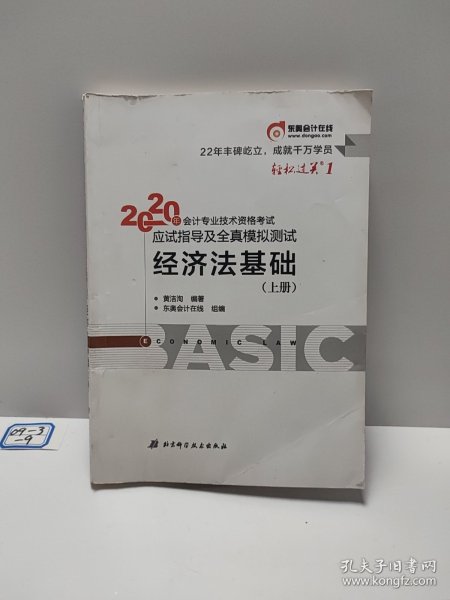 东奥会计在线
www.dongao.com
22年丰碑屹立，成就千万学员
轻松过关®1
2020年会计专业技术资格考试
应试指导及全真模拟测试
经济法基础
（上册）
黄洁洵 编著
东奥会计在线 组编
ECONOMIC LAW
BASIC
北京科学技术出版社
09-3
-9
孔夫子旧书网
www.kongfz.com